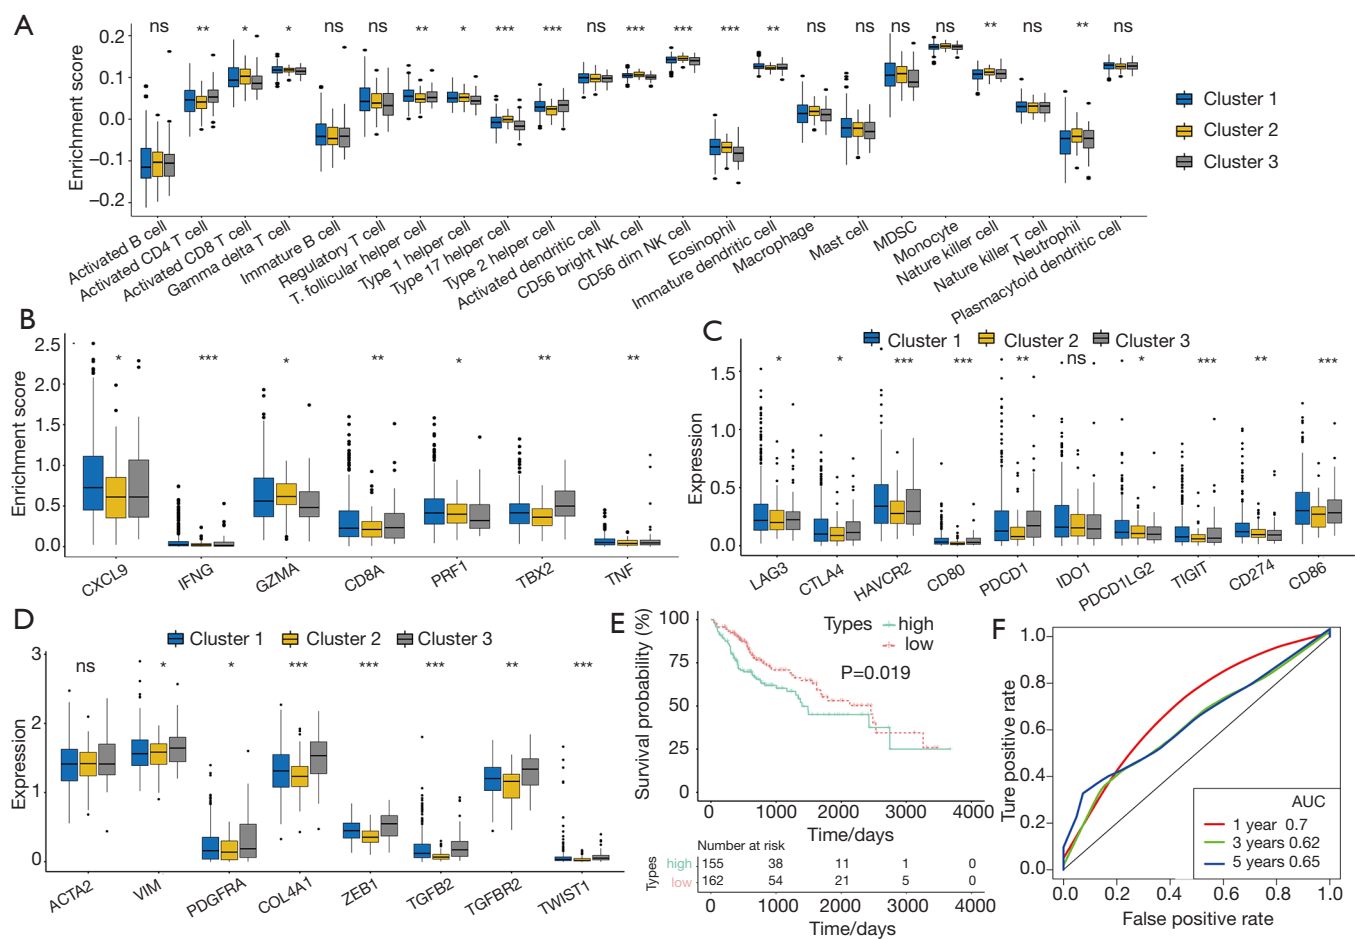 A
ns ** * * ns ns ** * *** *** ns *** *** *** ** ns ns ns ns ** ns ** ns
Enrichment score
0.2
0.1
0.0
−0.1
−0.2
Cluster 1
Cluster 2
Cluster 3
Activated B cell
Activated CD4 T cell
Activated CD8 T cell
Gamma delta T cell
Immature B cell
Regulatory T cell
T. follicular helper cell
Type 1 helper cell
Type 17 helper cell
Type 2 helper cell
Activated dendritic cell
CD56 bright NK cell
CD56 dim NK cell
Eosinophil
Immature dendritic cell
Macrophage
Mast cell
MDSC
Monocyte
Nature killer cell
Nature killer T cell
Neutrophil
Plasmacytoid dendritic cell
B
* *** * ** * ** **
Enrichment score
2.5
2.0
1.5
1.0
0.5
0.0
CXCL9
IFNG
GZMA
CD8A
PRF1
TBX2
TNF
C
Cluster 1 Cluster 2 Cluster 3
* * *** *** ** ns * *** ** ***
Expression
1.5
1.0
0.5
0.0
LAG3
CTLA4
HAVCR2
CD80
PDCD1
IDO1
PDCD1LG2
TIGIT
CD274
CD86
D
Cluster 1 Cluster 2 Cluster 3
ns * * *** *** *** ** ***
Expression
3
2
1
0
ACTA2
VIM
PDGFRA
COL4A1
ZEB1
TGFB2
TGFBR2
TWIST1
E
Survival probability (%)
100
75
50
25
0
Types high
low
P=0.019
0 1000 2000 3000 4000
Time/days
Number at risk
Types
high 155 38 11 1 0
low 162 54 21 5 0
0 1000 2000 3000 4000
Time/days
F
Ture positive rate
1.0
0.8
0.6
0.4
0.2
0.0
AUC
1 year 0.7
3 years 0.62
5 years 0.65
0.0 0.2 0.4 0.6 0.8 1.0
False positive rate